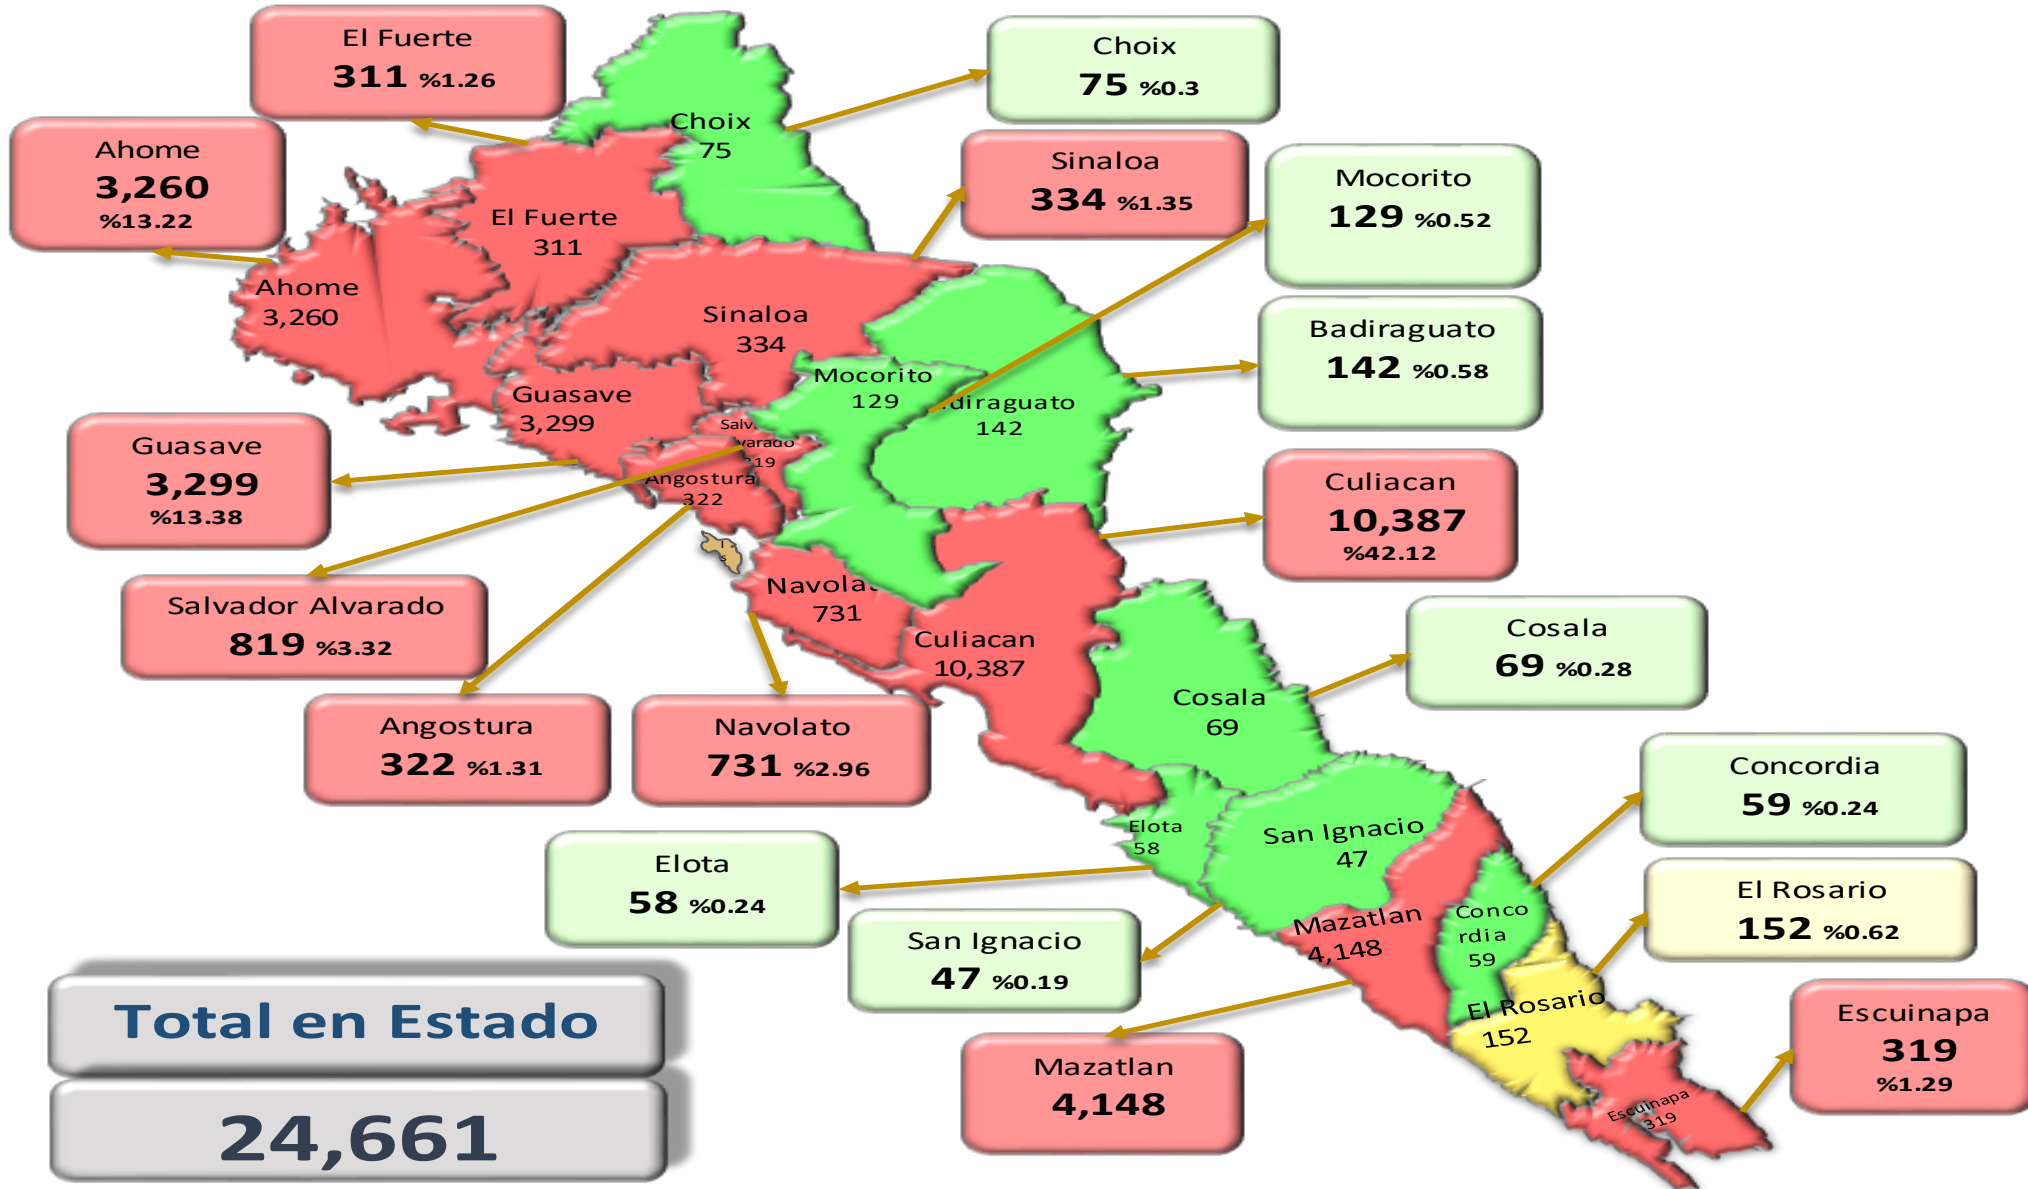 El Fuerte
311 %1.26
Choix
75 %0.3
Ahome
3,260
%13.22
Sinaloa
334 %1.35
Mocorito
129 %0.52
Badiraguato
142 %0.58
Guasave
3,299
%13.38
Culiacan
10,387
%42.12
Salvador Alvarado
819 %3.32
Cosala
69 %0.28
Angostura
322 %1.31
Navolato
731 %2.96
Concordia
59 %0.24
Elota
58 %0.24
El Rosario
152 %0.62
San Ignacio
47 %0.19
Escuinapa
319
%1.29
Mazatlan
4,148
Choix
75
El Fuerte
311
Ahome
3,260
Sinaloa
334
Mocorito
129
diraguato
142
Guasave
3,299
Angostura
322
Navolat
731
Culiacan
10,387
Cosala
69
Elota
58
San Ignacio
47
Mazatlan
4,148
Conco
rdia
59
El Rosario
152
Escuinapa
319
Total en Estado
24,661